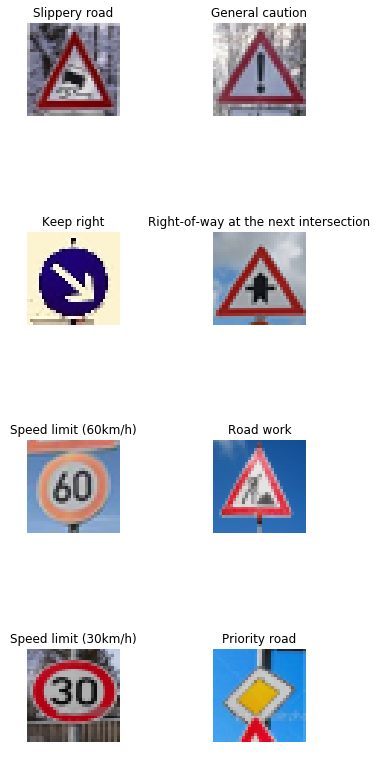 Slippery road
General caution
Keep right
Right-of-way at the next intersection
Speed limit (60km/h)
Road work
60
Speed limit (30km/h)
Priority road
30